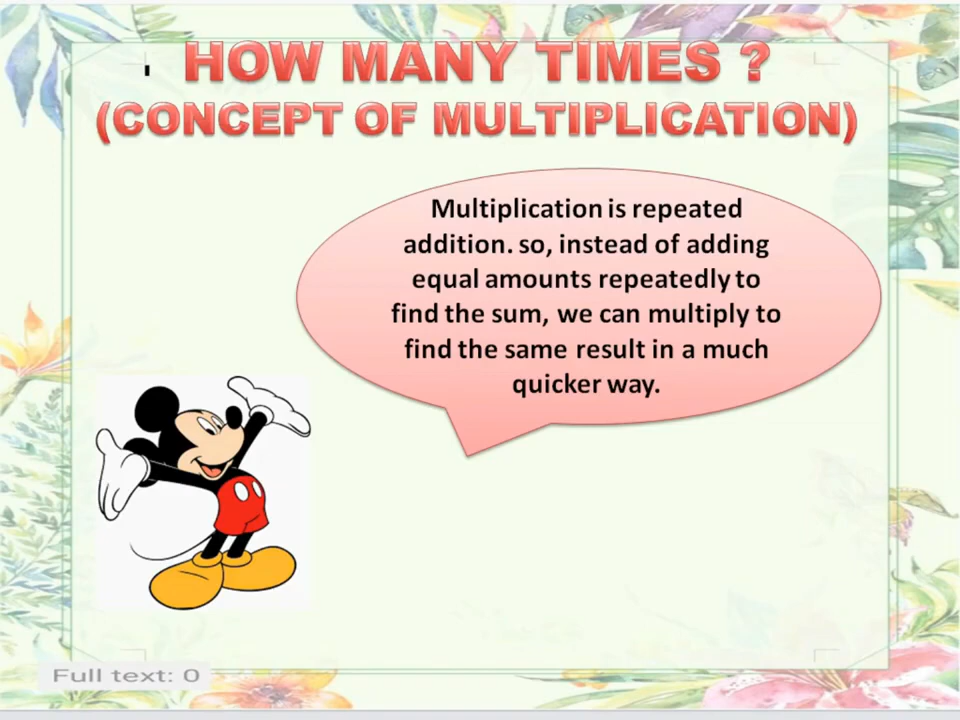 HOW MANY TIMES ?
(CONCEPT OF MULTIPLICATION)
Multiplication is repeated
addition. so, instead of adding
equal amounts repeatedly to
find the sum, we can multiply to
find the same result in a much
quicker way.
Full text: 0